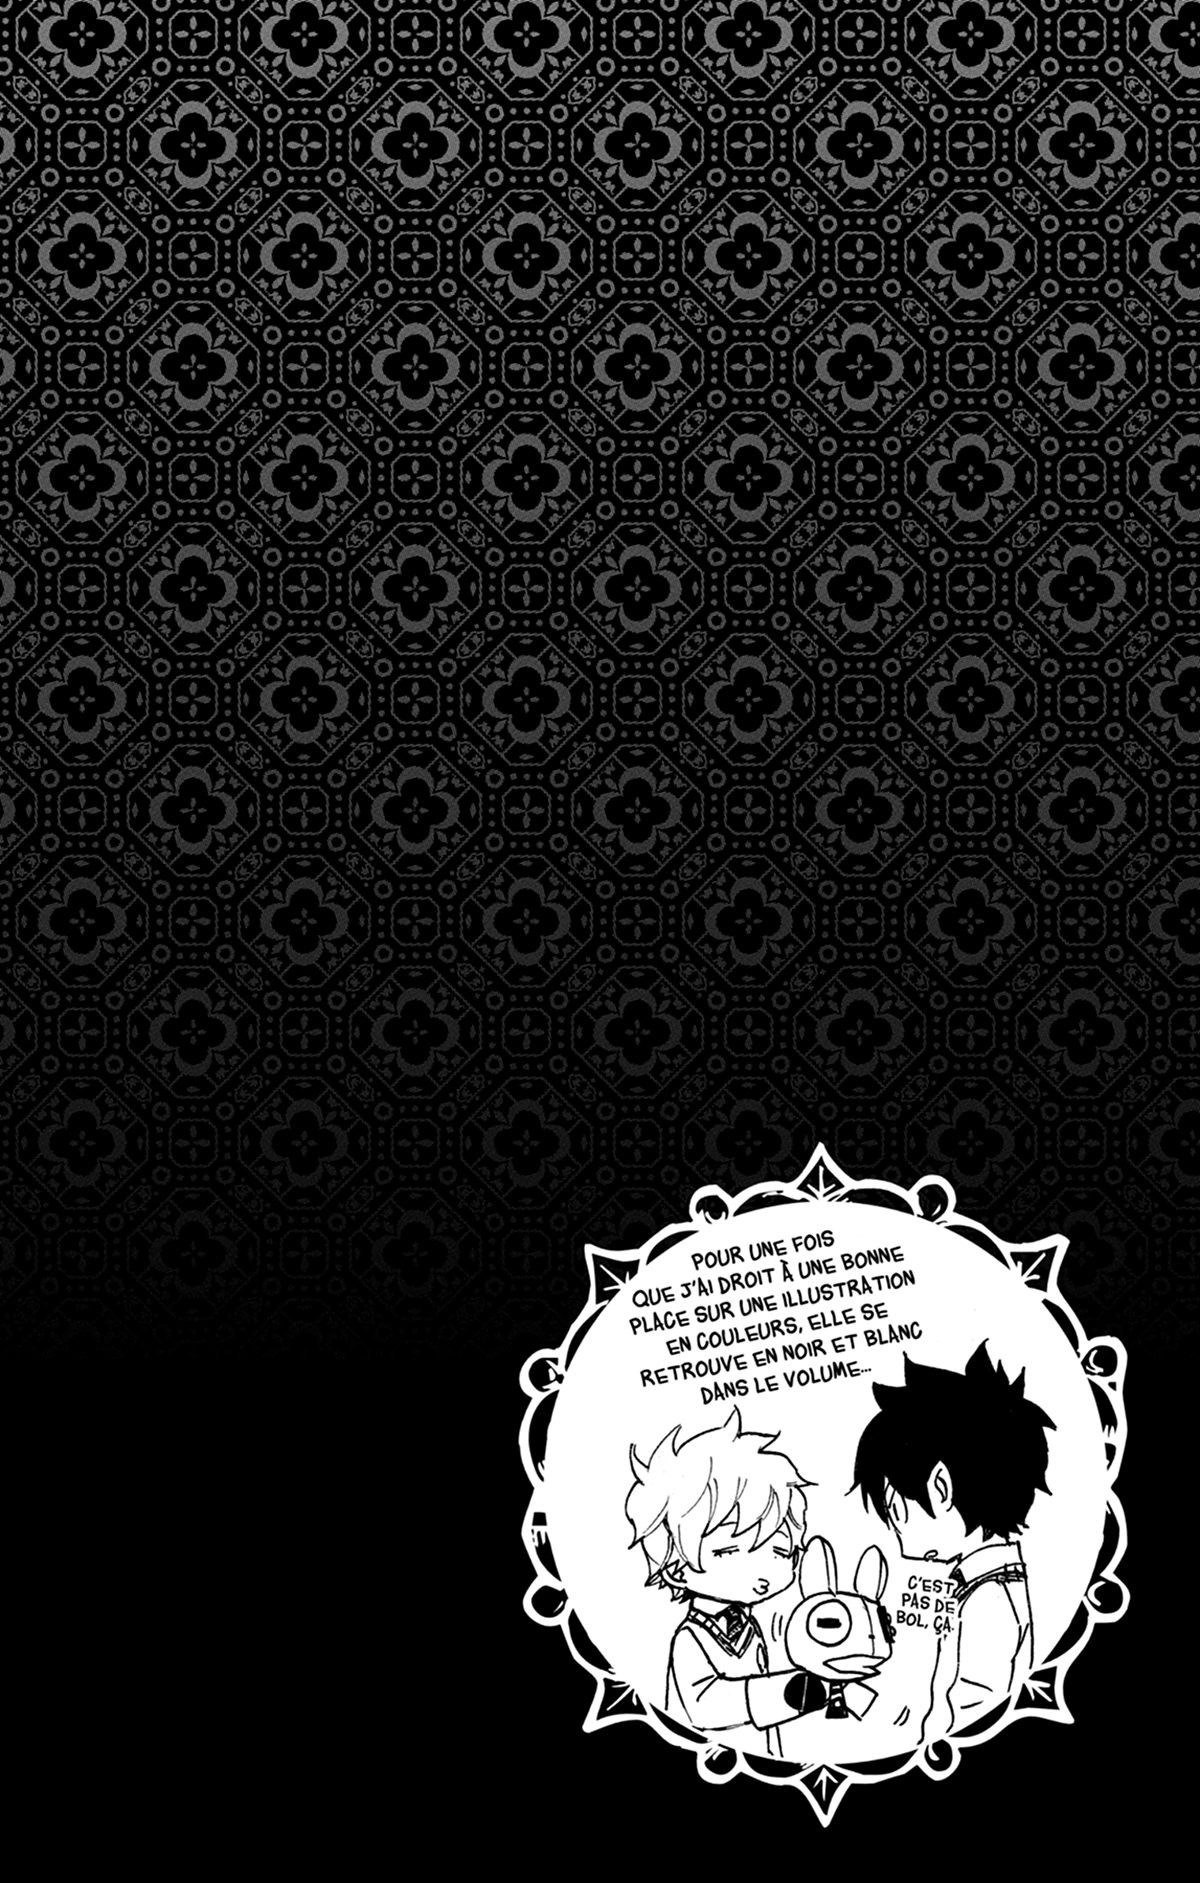 POUR UNE FOIS
QUE J'AI DROIT À UNE BONNE
PLACE SUR UNE ILLUSTRATION
EN COULEURS, ELLE SE
RETROUVE EN NOIR ET BLANC
DANS LE VOLUME...
C'EST
PAS DE
BOL, ÇA.